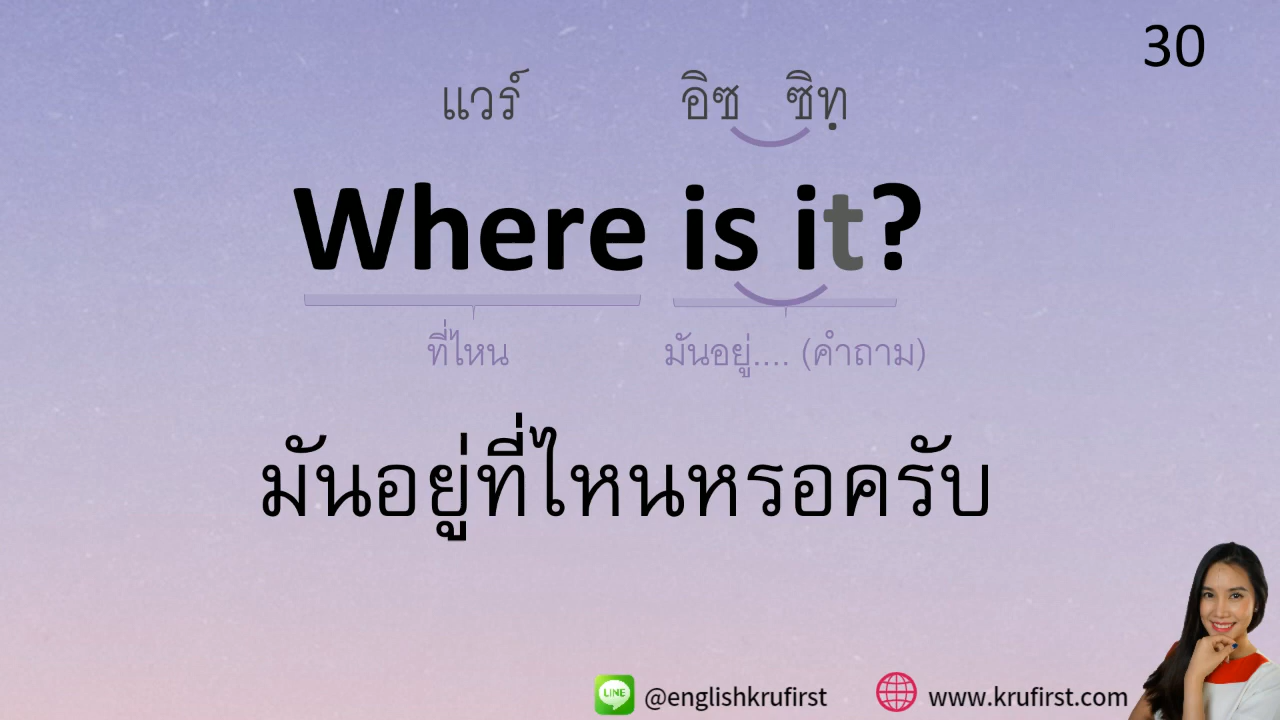 30
แวร์ อิซ ซิทฺ
Where is it?
ที่ไหน มันอยู่.... (คำถาม)
มันอยู่ที่ไหนหรอครับ
LINE @englishkrufirst www.krufirst.com